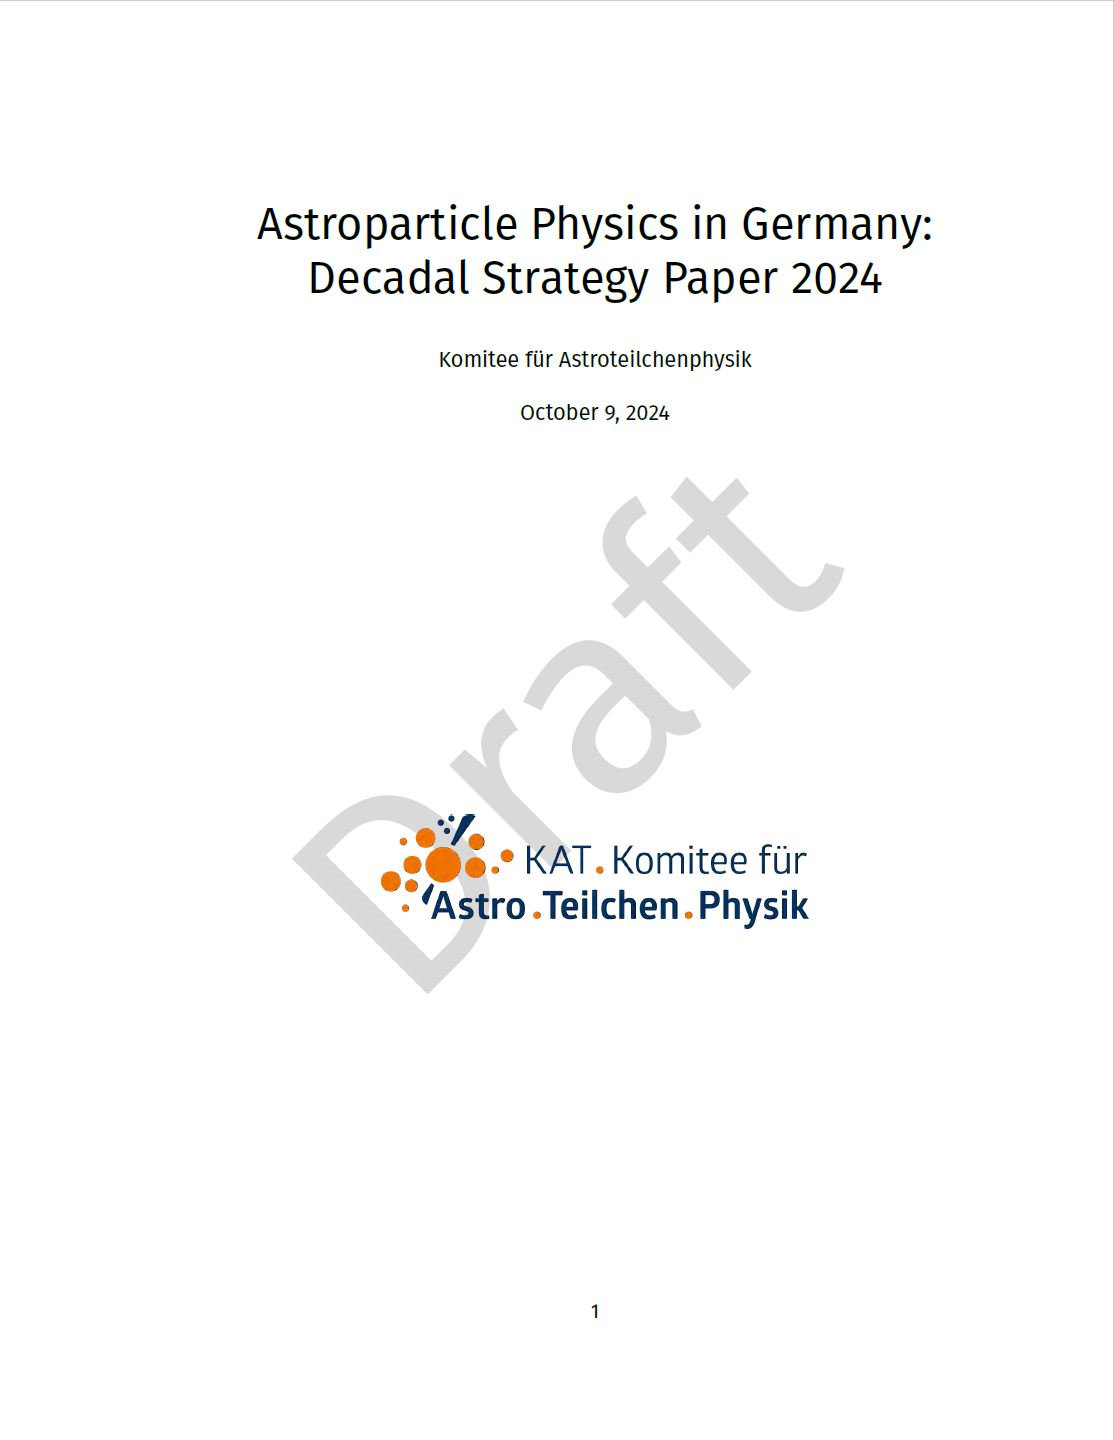 Astroparticle Physics in Germany:
Decadal Strategy Paper 2024
Komitee für Astroteilchenphysik
October 9, 2024
Draft
KAT.Komitee für
Astro.Teilchen.Physik
1